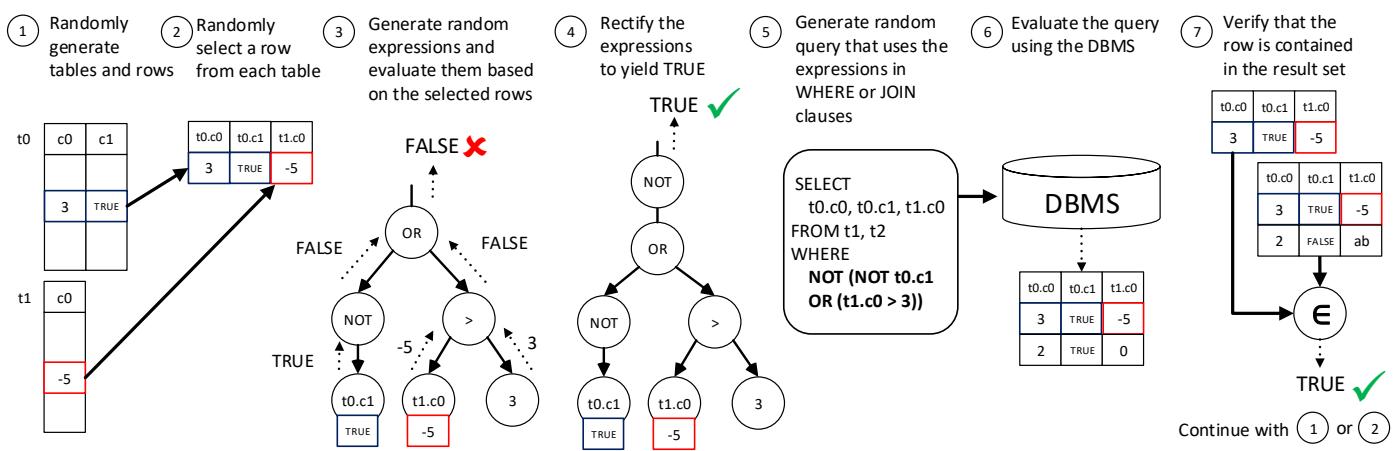 1 Randomly
generate
tables and rows
t0
c0 c1
3 TRUE
t1
c0
-5
2 Randomly
select a row
from each table
t0.c0 t0.c1 t1.c0
3 TRUE -5
3 Generate random
expressions and
evaluate them based
on the selected rows
FALSE
OR
FALSE FALSE
NOT >
TRUE -5 3
t0.c1 t1.c0 3
TRUE -5
4 Rectify the
expressions
to yield TRUE
TRUE
NOT
OR
NOT >
t0.c1 t1.c0 3
TRUE -5
5 Generate random
query that uses the
expressions in
WHERE or JOIN
clauses
SELECT
t0.c0, t0.c1, t1.c0
FROM t1, t2
WHERE
NOT (NOT t0.c1
OR (t1.c0 > 3))
6 Evaluate the query
using the DBMS
DBMS
t0.c0 t0.c1 t1.c0
3 TRUE -5
2 TRUE 0
7 Verify that the
row is contained
in the result set
t0.c0 t0.c1 t1.c0
3 TRUE -5
t0.c0 t0.c1 t1.c0
3 TRUE -5
2 FALSE ab
∈
TRUE
Continue with 1 or 2